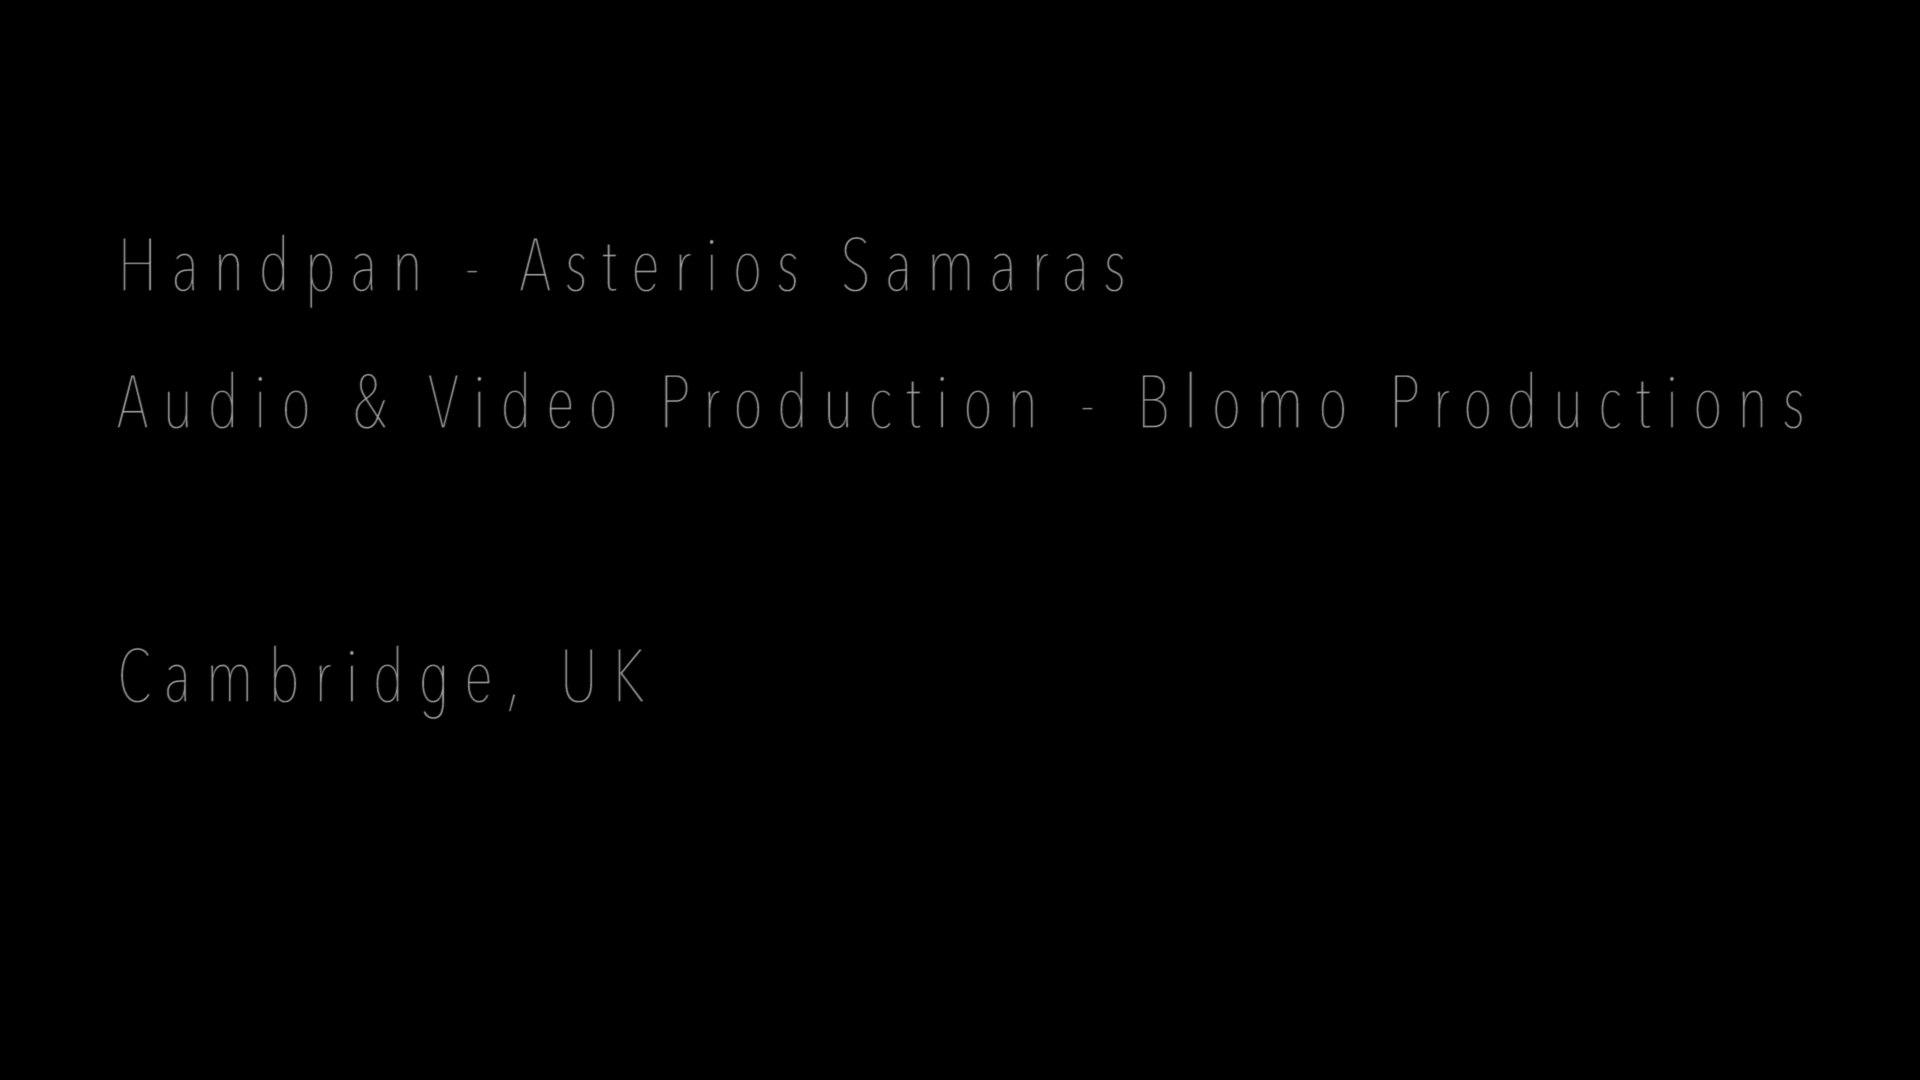 Handpan - Asterios Samaras
Audio & Video Production - Blomo Productions
Cambridge, UK